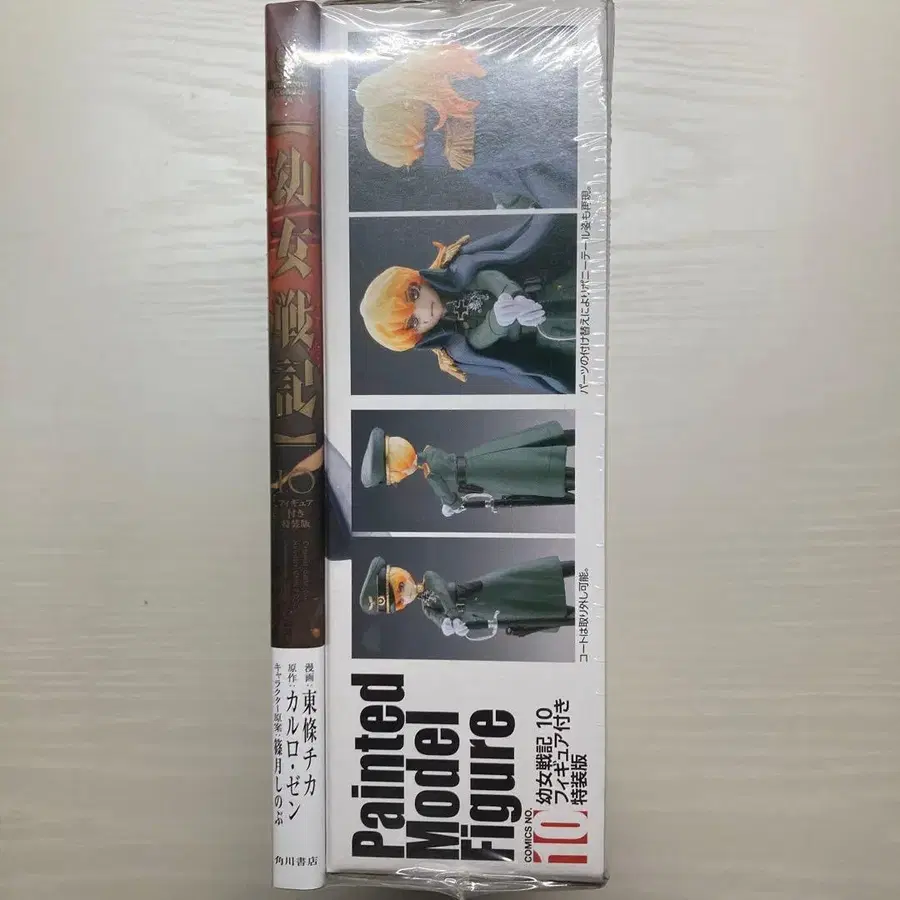 幼女戦記
10
フィギュア
付き
特装版
漫画:東條チカ
原作:カルロ・ゼン
キャラクター原案:篠月しのぶ
角川書店
パーツの付け替えによりポニーテール姿も再現。
コートは取り外し可能。
Painted
Model
Figure
COMICS NO.
10
幼女戦記 10
フィギュア付き
特装版